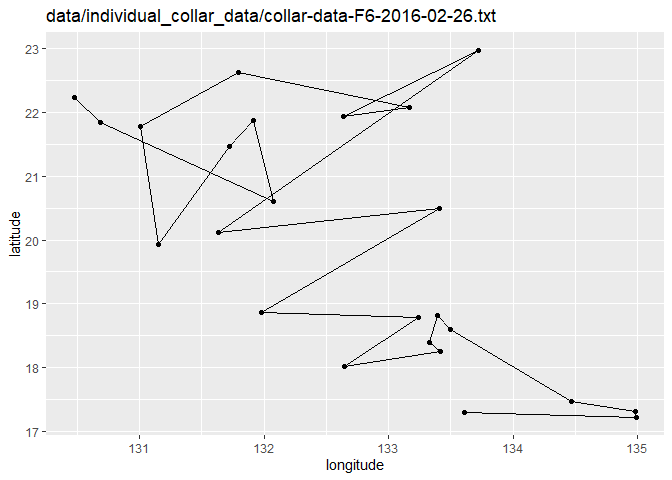 data/individual_collar_data/collar-data-F6-2016-02-26.txt
23
22
21
20
19
18
17
latitude
131 132 133 134 135
longitude